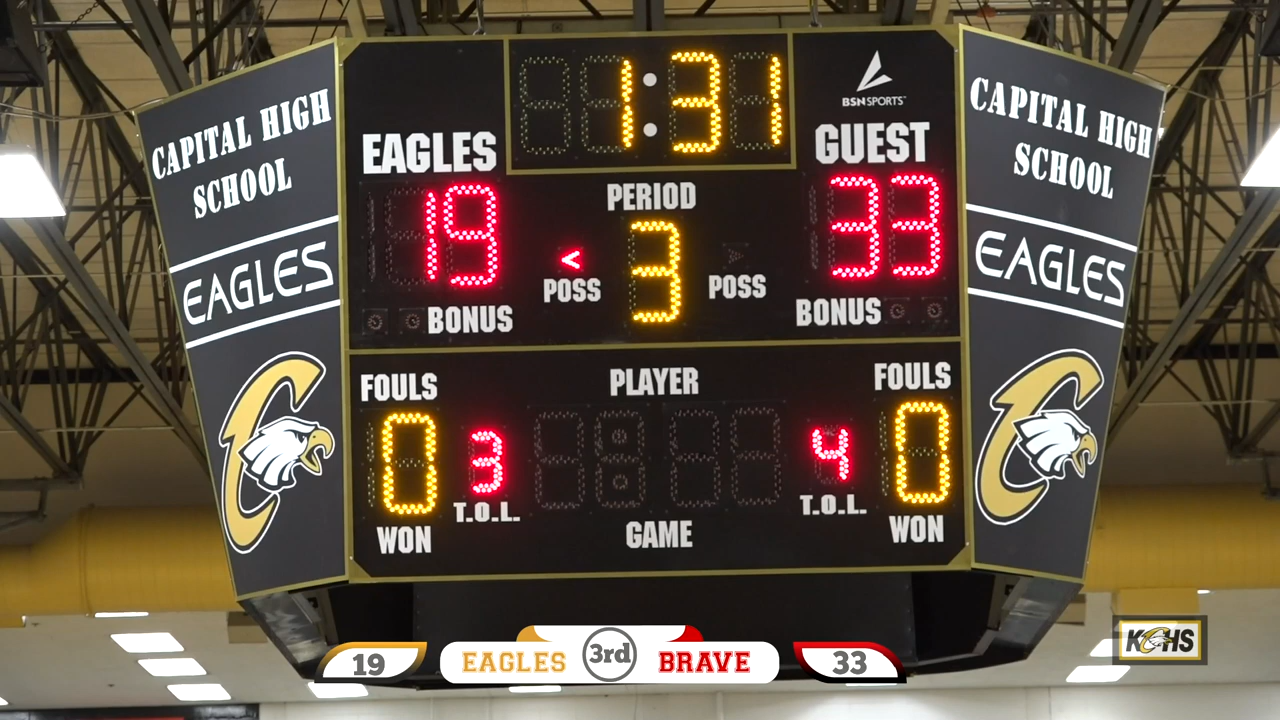 CAPITAL HIGH
SCHOOL
EAGLES
1:31
BSN SPORTS
EAGLES
GUEST
19
PERIOD
33
< POSS
3
POSS
BONUS
BONUS
CAPITAL HIGH
SCHOOL
EAGLES
FOULS
PLAYER
FOULS
0
3
4
0
T.O.L.
T.O.L.
WON
GAME
WON
C
C
19
EAGLES
3rd
BRAVE
33
KCHS